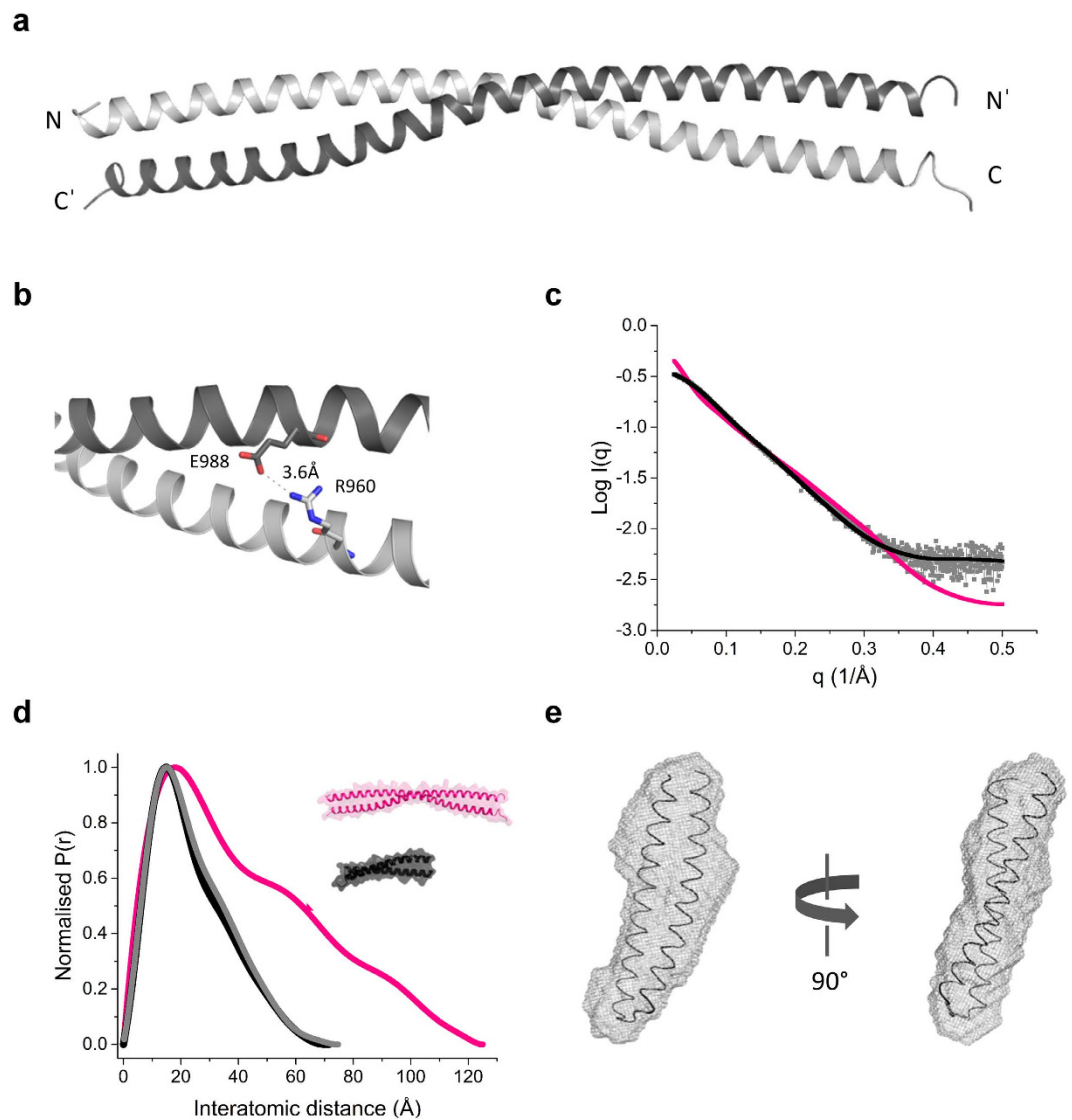 a
N
N'
C'
C
b
E988
3.6Å
R960
c
0.0
-0.5
-1.0
-1.5
-2.0
-2.5
-3.0
Log I(q)
0.0 0.1 0.2 0.3 0.4 0.5
q (1/Å)
d
1.0
0.8
0.6
0.4
0.2
0.0
Normalised P(r)
0 20 40 60 80 100 120
Interatomic distance (Å)
e
90°